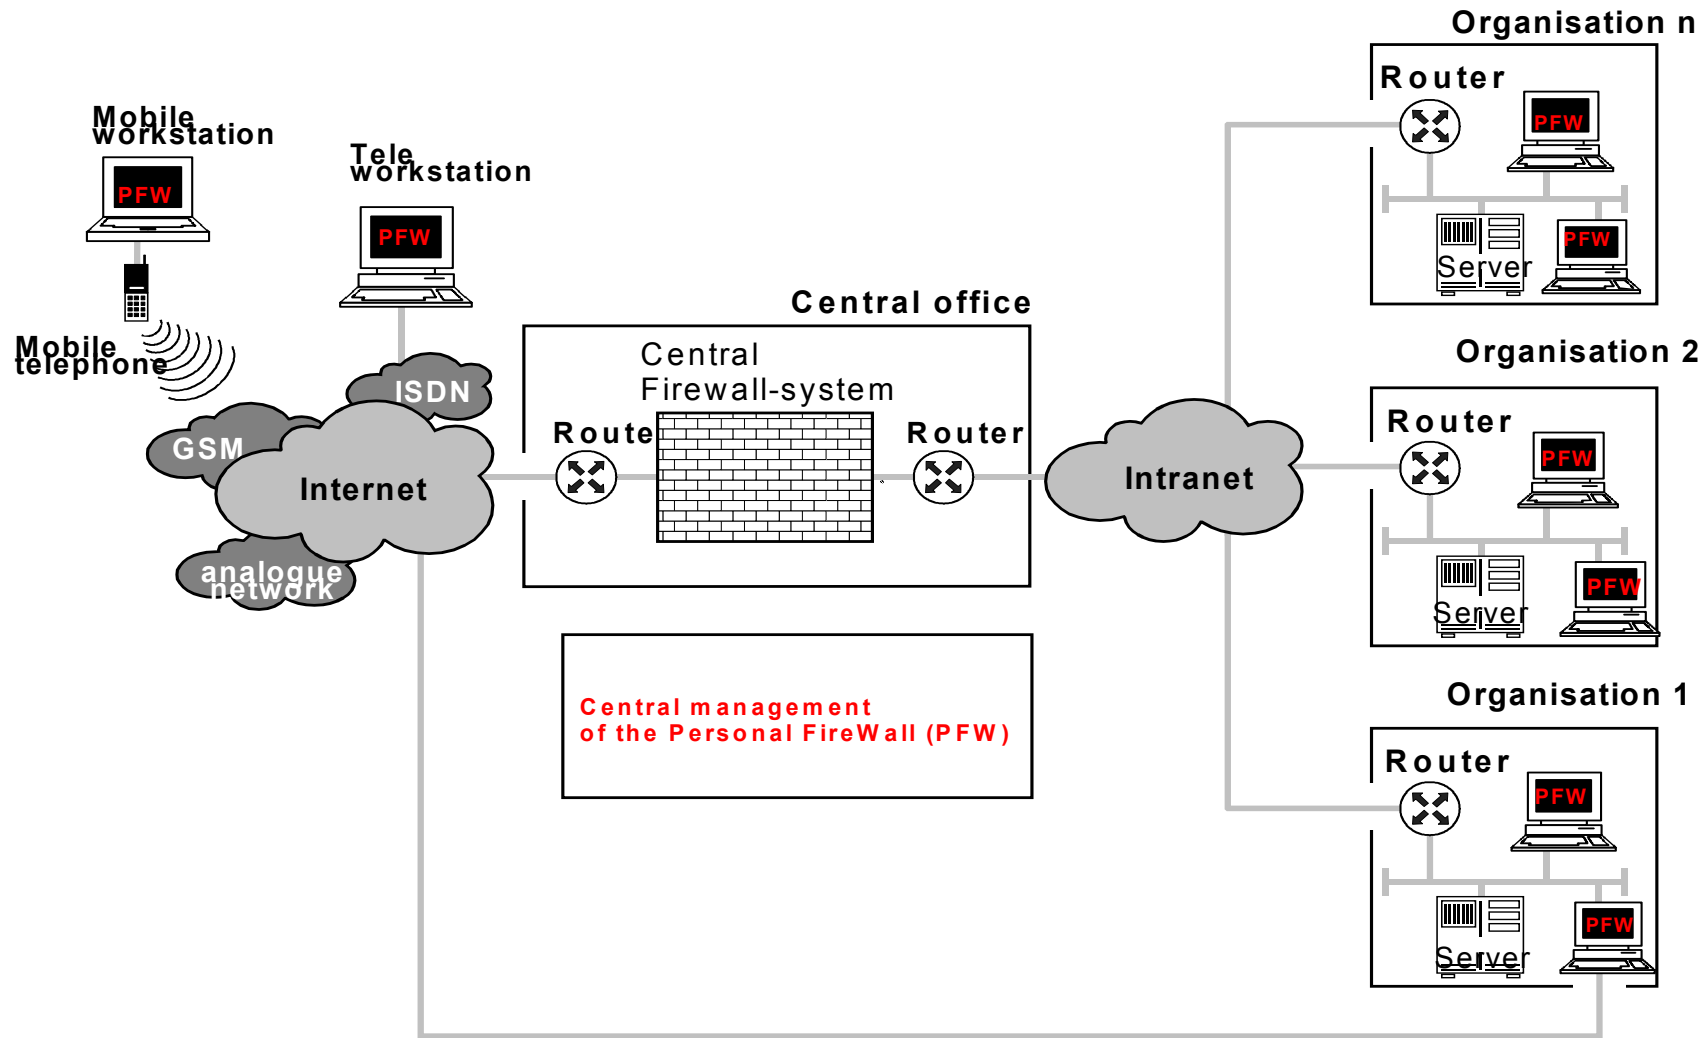 Organisation n
Router
PFW
PFW
Server
Mobile
workstation
PFW
Tele
workstation
PFW
Mobile
telephone
Central office
Central
Firewall-system
ISDN
GSM
Internet
analogue
network
Route
Router
Intranet
Organisation 2
Router
PFW
PFW
Server
Central management
of the Personal FireWall (PFW)
Organisation 1
Router
PFW
PFW
Server